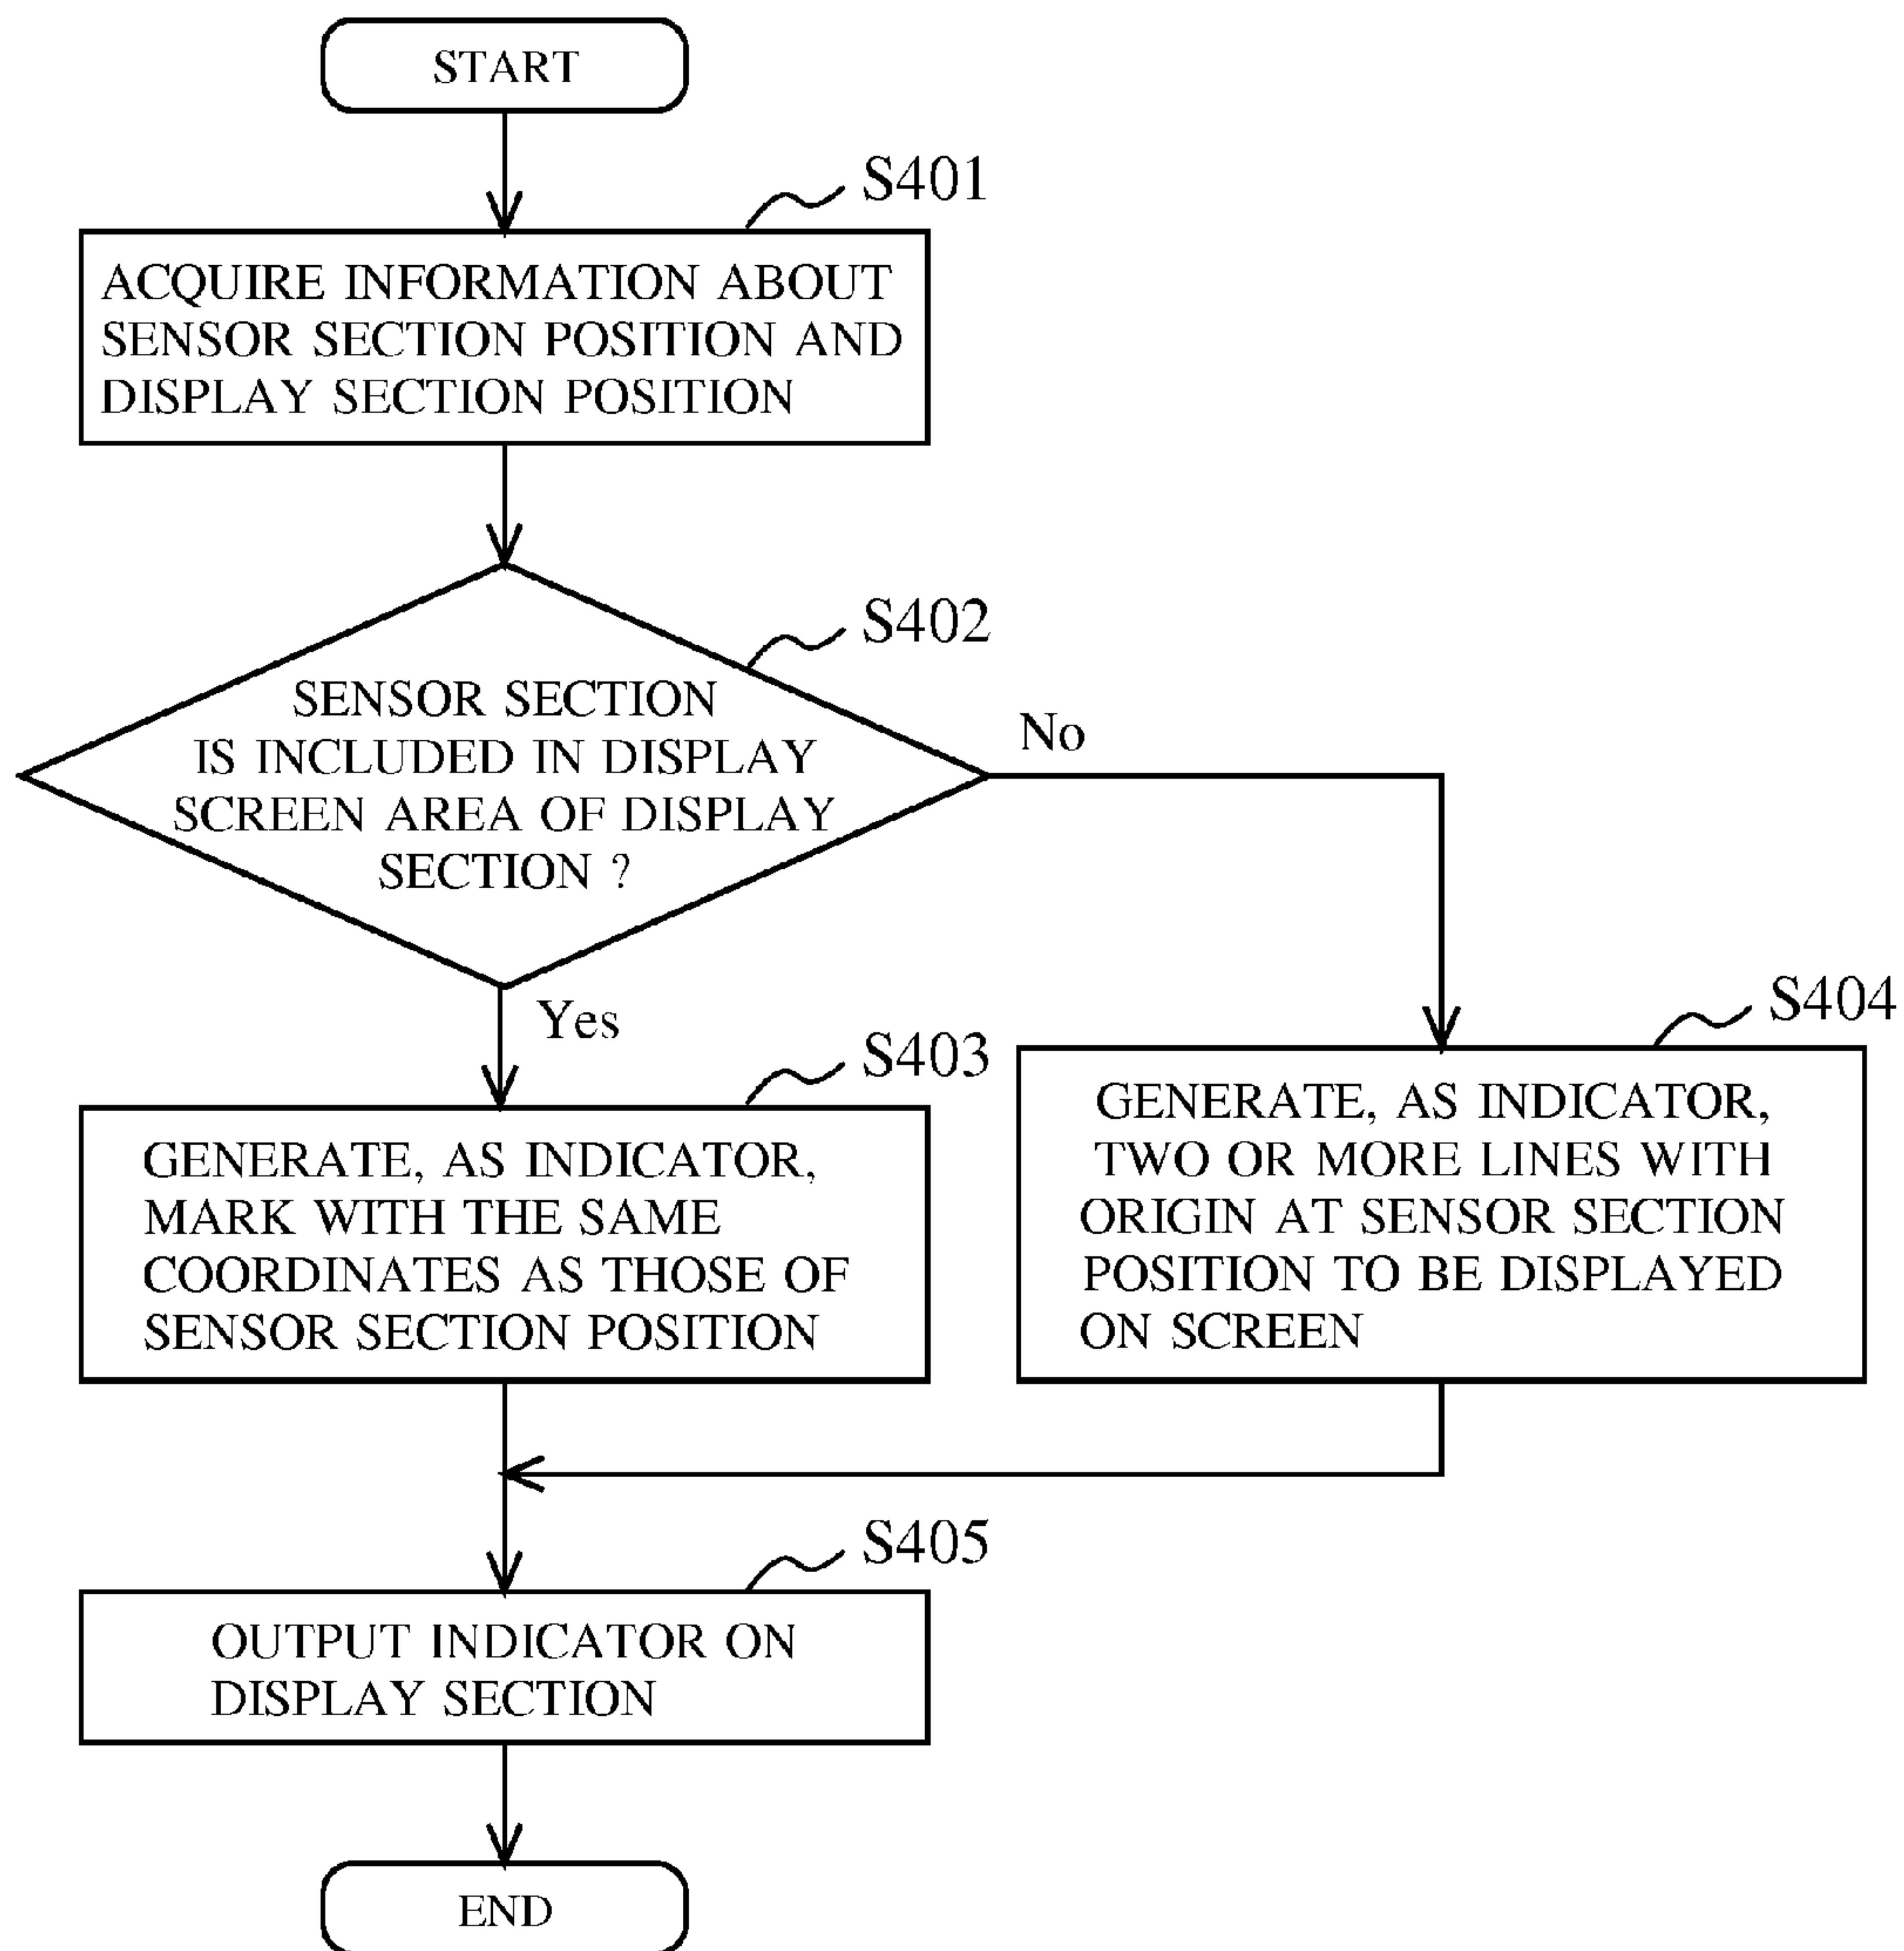 START
S401
ACQUIRE INFORMATION ABOUT
SENSOR SECTION POSITION AND
DISPLAY SECTION POSITION
S402
SENSOR SECTION
IS INCLUDED IN DISPLAY
SCREEN AREA OF DISPLAY
SECTION ?
No
Yes
S403
GENERATE, AS INDICATOR,
MARK WITH THE SAME
COORDINATES AS THOSE OF
SENSOR SECTION POSITION
S404
GENERATE, AS INDICATOR,
TWO OR MORE LINES WITH
ORIGIN AT SENSOR SECTION
POSITION TO BE DISPLAYED
ON SCREEN
S405
OUTPUT INDICATOR ON
DISPLAY SECTION
END